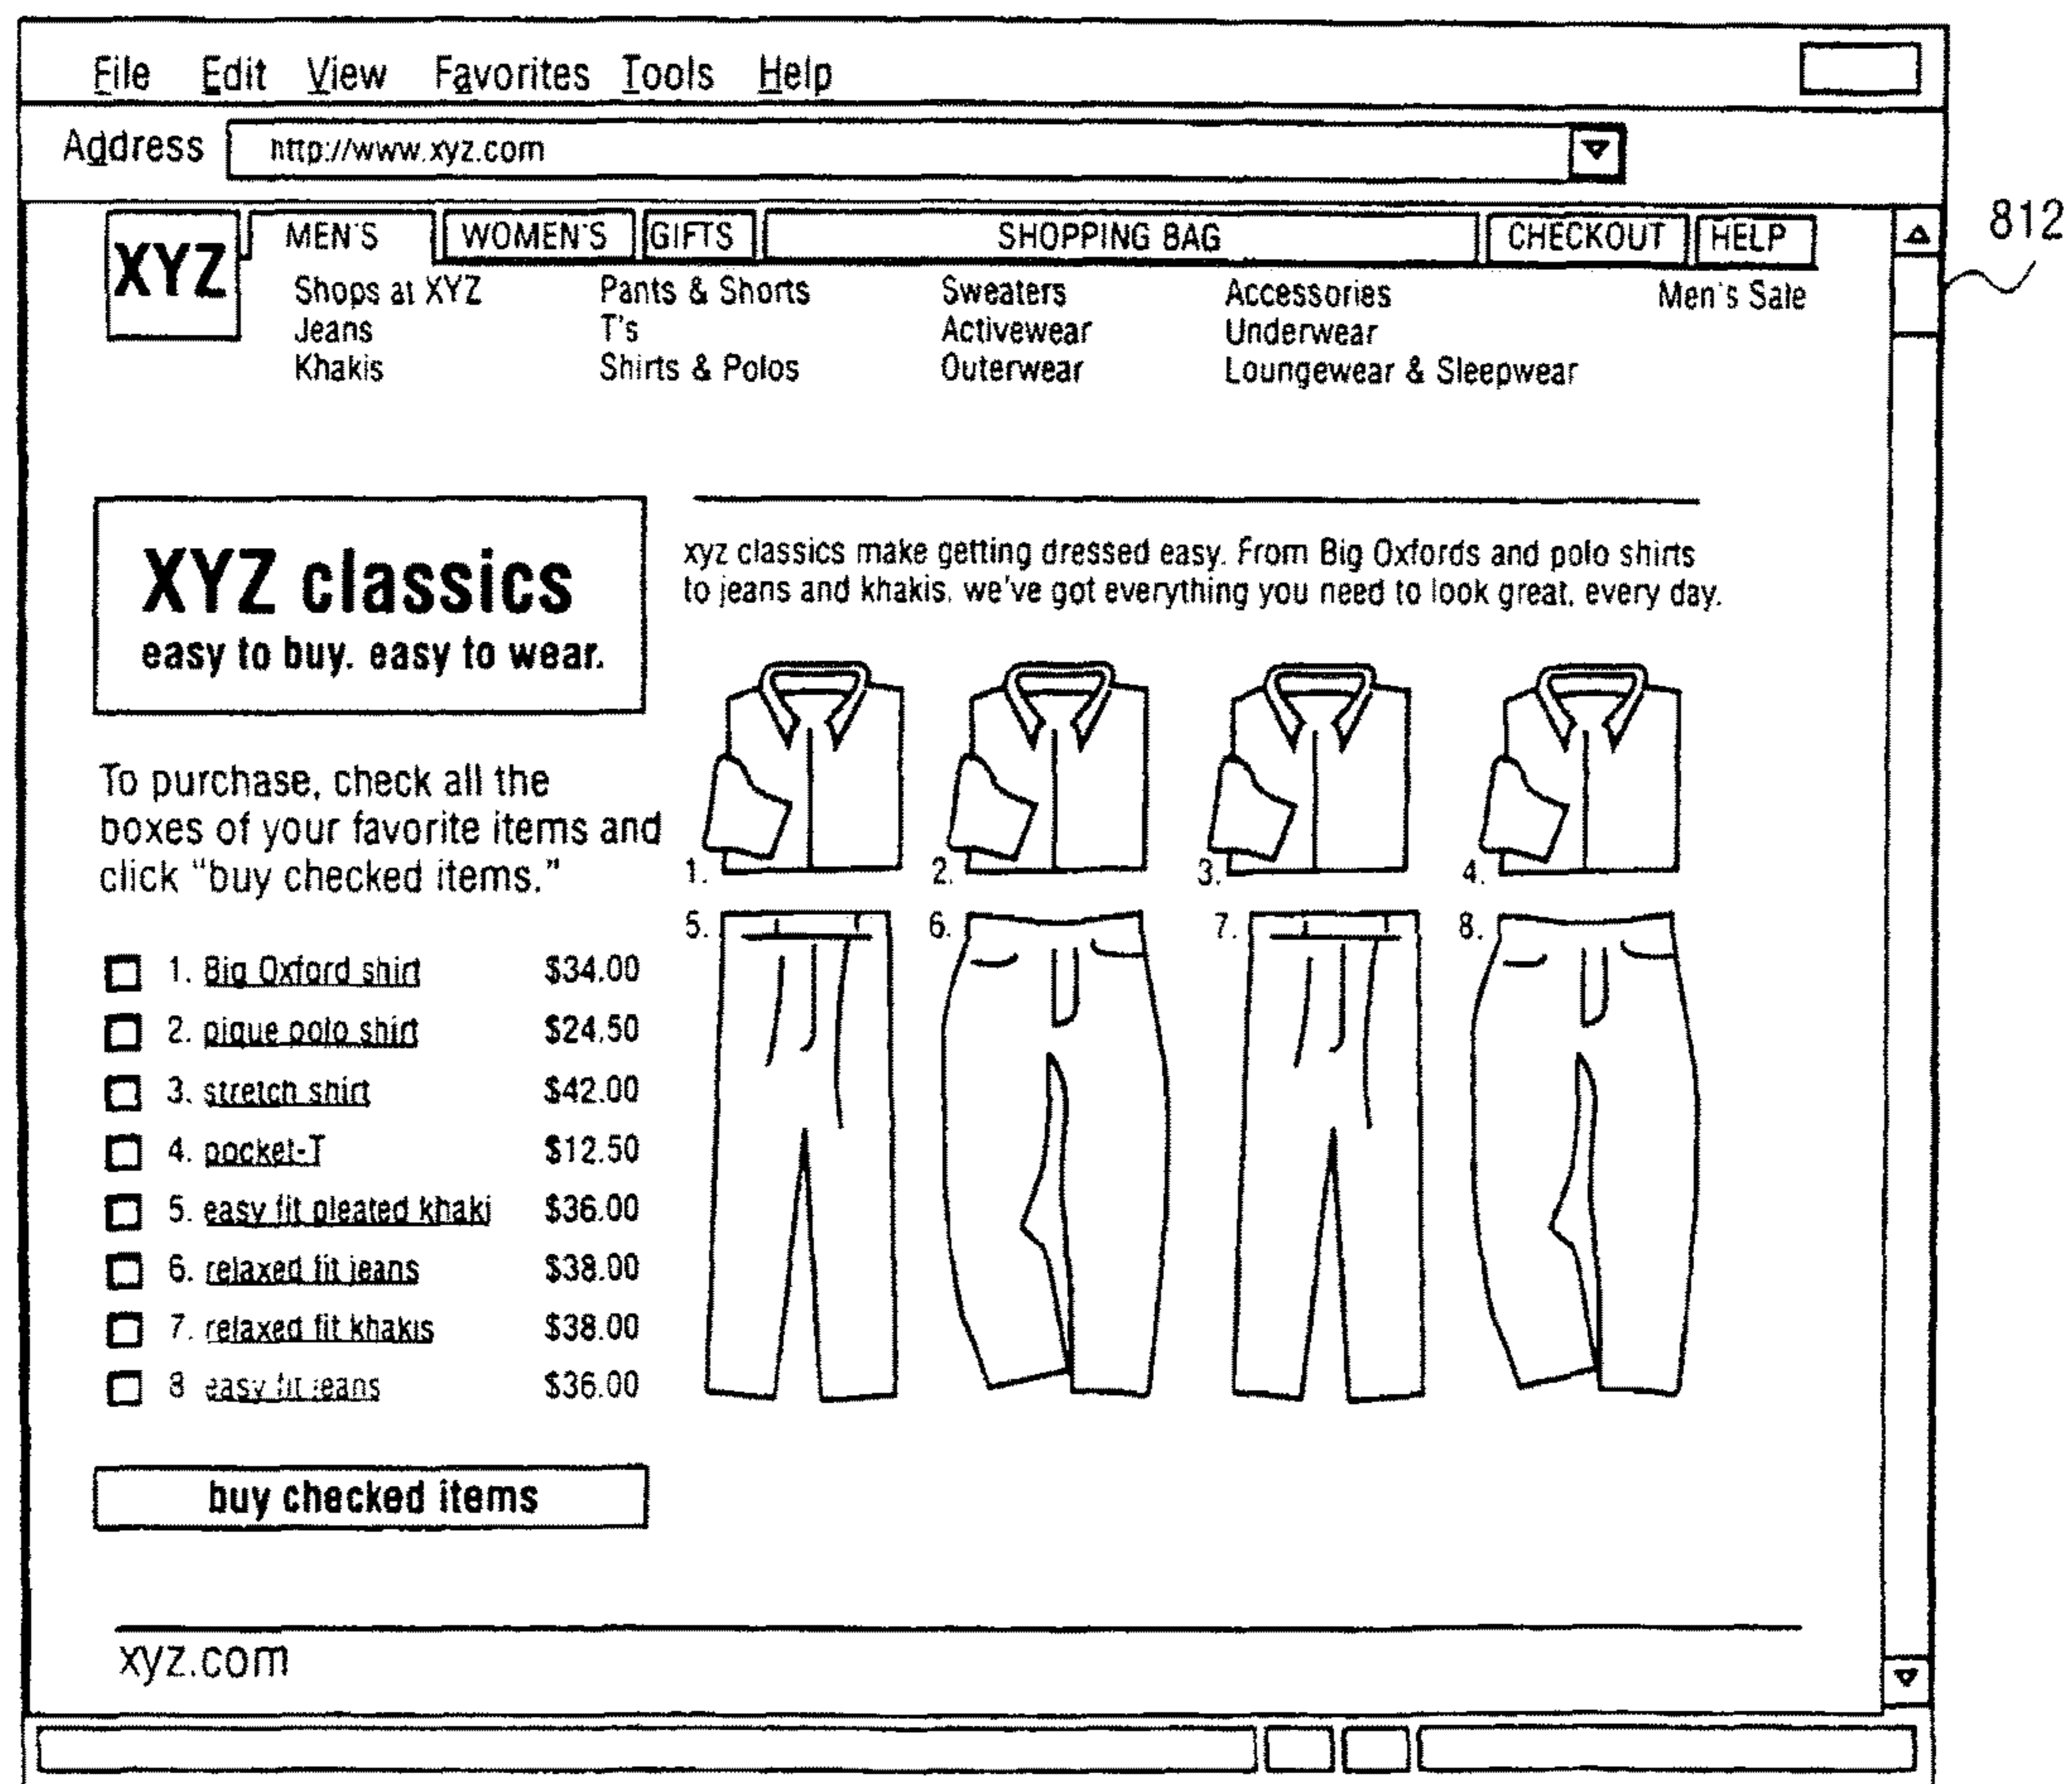 File Edit View Favorites Tools Help
Address http://www.xyz.com
812
XYZ MEN'S WOMEN'S GIFTS SHOPPING BAG CHECKOUT HELP
Shops at XYZ Pants & Shorts Sweaters Accessories Men's Sale
Jeans T's Activewear Underwear
Khakis Shirts & Polos Outerwear Loungewear & Sleepwear
XYZ classics
easy to buy. easy to wear.
xyz classics make getting dressed easy. From Big Oxfords and polo shirts
to jeans and khakis, we've got everything you need to look great, every day.
To purchase, check all the
boxes of your favorite items and
click "buy checked items."
1. 2. 3. 4.
5. 6. 7. 8.
1. Big Oxford shirt $34.00
2. pique polo shirt $24.50
3. stretch shirt $42.00
4. pocket-T $12.50
5. easy fit pleated khaki $36.00
6. relaxed fit jeans $38.00
7. relaxed fit khakis $38.00
8 easy fit jeans $36.00
buy checked items
xyz.com